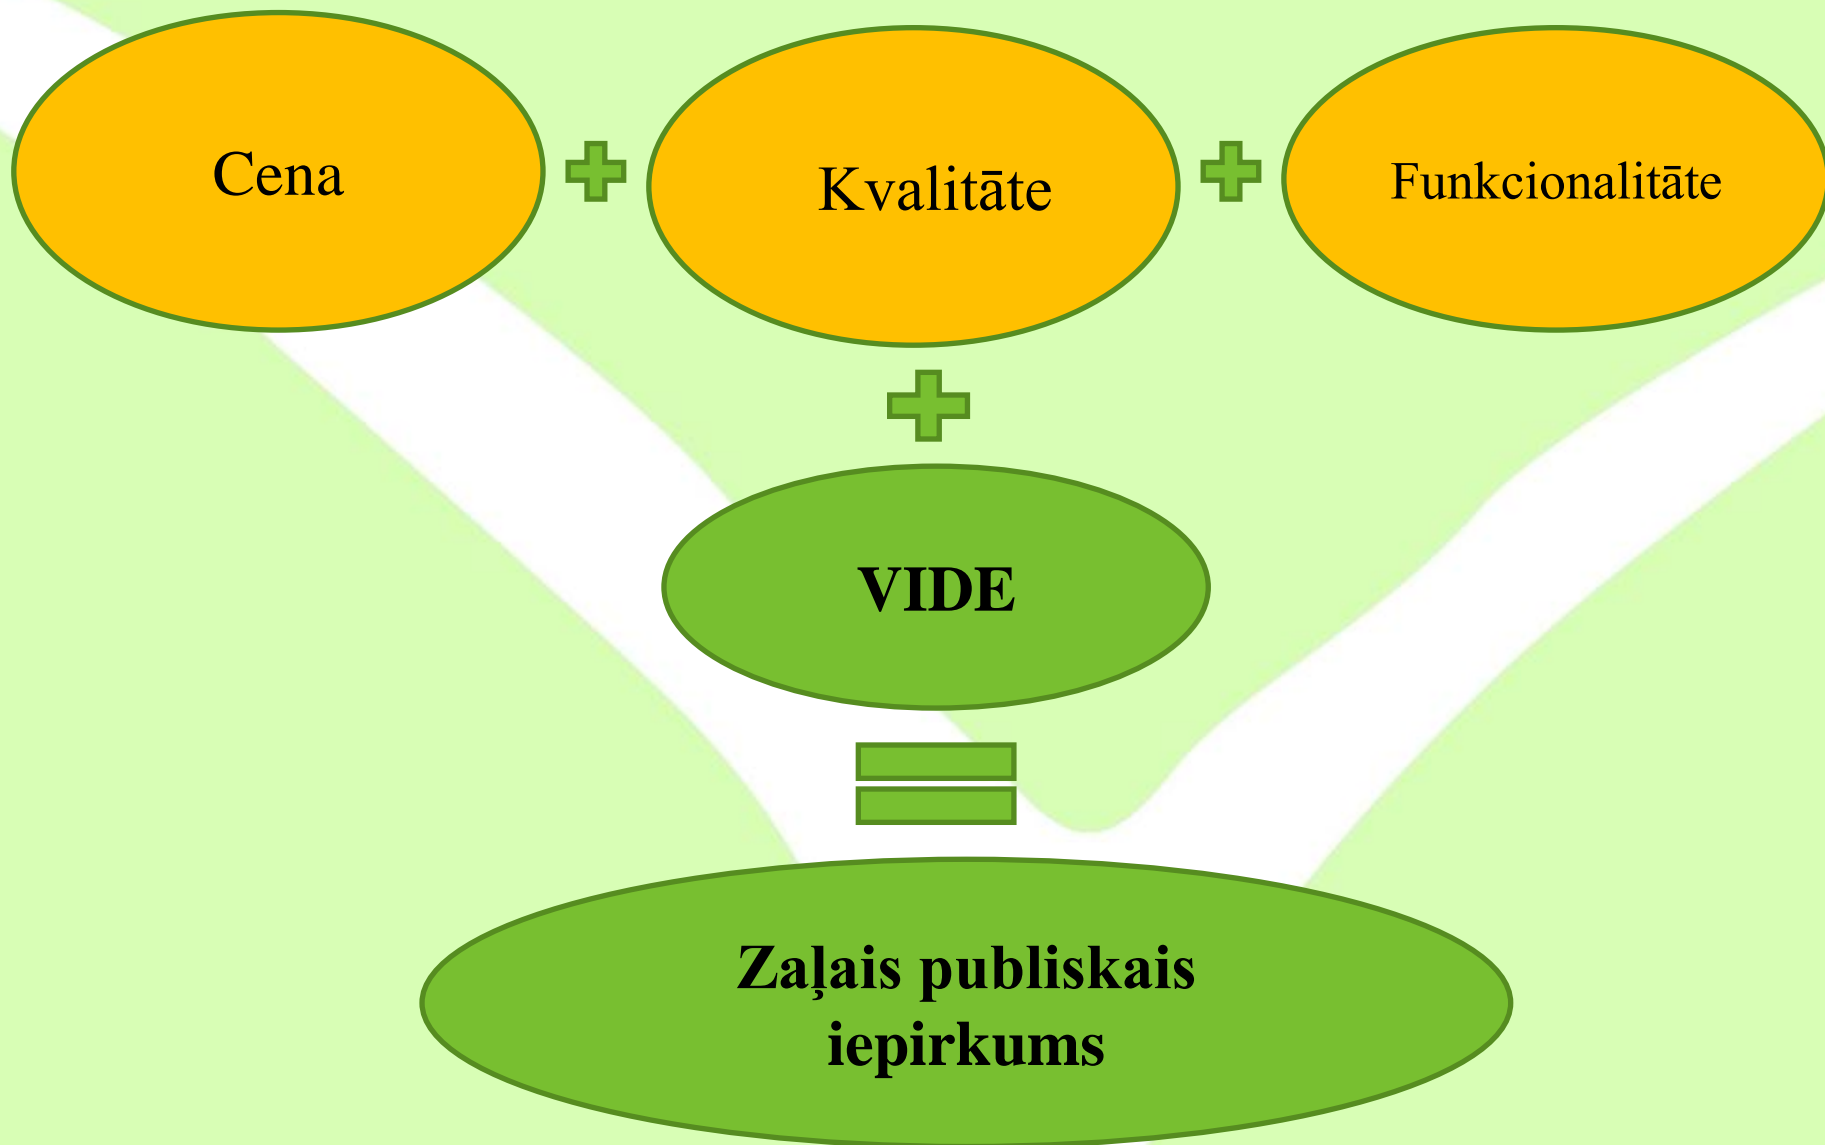 Cena
Kvalitāte
Funkcionalitāte
VIDE
Zaļais publiskais
iepirkums